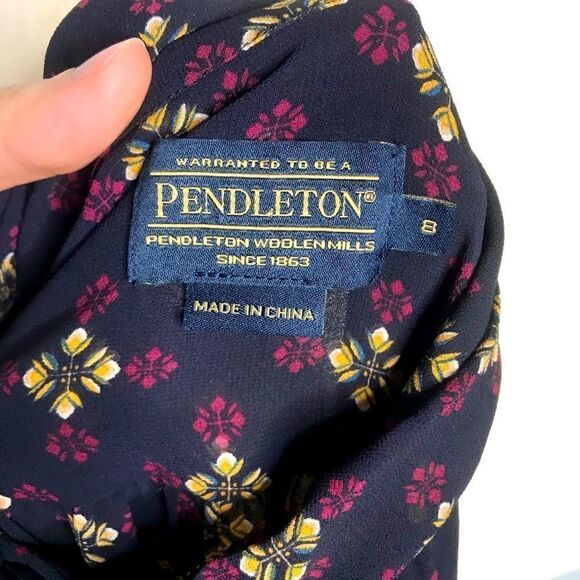 WARRANTED TO BE A
PENDLETON®
PENDLETON WOOLEN MILLS
SINCE 1863
8
MADE IN CHINA